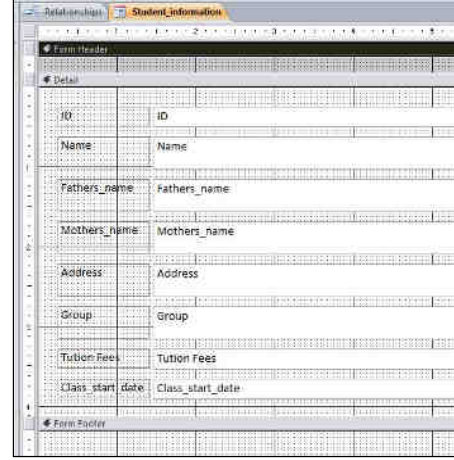 Relationships Student_information
Form Header
Detail
ID ID
Name Name
Fathers_name Fathers_name
Mothers_name Mothers_name
Address Address
Group Group
Tution Fees Tution Fees
Class_start_date Class_start_date
Form Footer